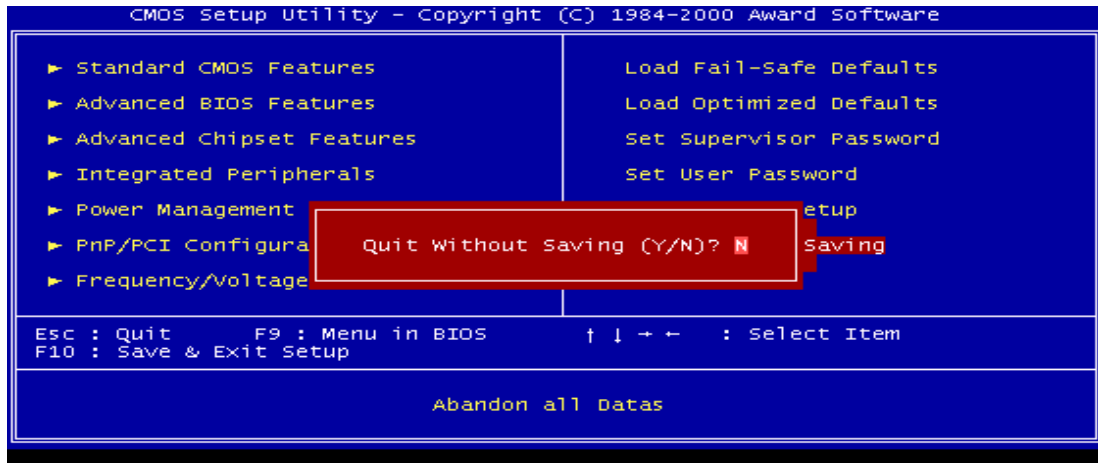 CMOS Setup Utility – Copyright (C) 1984–2000 Award Software
► Standard CMOS Features
► Advanced BIOS Features
► Advanced Chipset Features
► Integrated Peripherals
► Power Management
► PnP/PCI Configura
► Frequency/Voltage
Load Fail-Safe Defaults
Load Optimized Defaults
Set Supervisor Password
Set User Password
etup
Saving
Quit Without Saving (Y/N)? N
Esc : Quit F9 : Menu in BIOS ↑ ↓ → ← : Select Item
F10 : Save & Exit Setup
Abandon all Datas